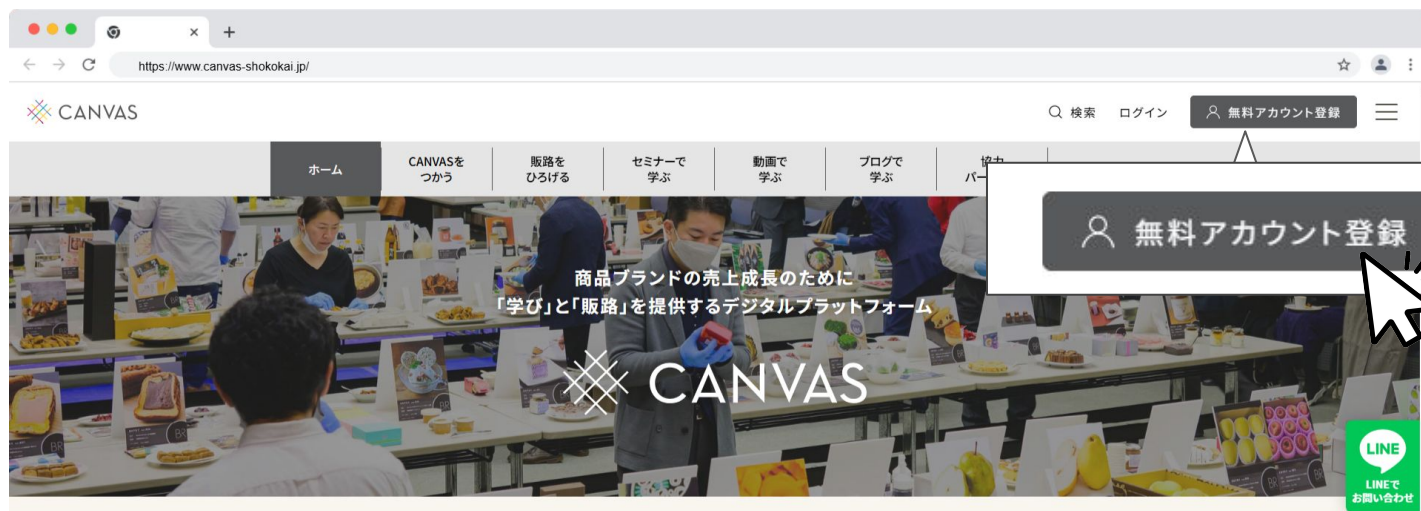 https://www.canvas-shokokai.jp/
CANVAS
検索
ログイン
無料アカウント登録
ホーム
CANVASを
つかう
販路を
ひろげる
セミナーで
学ぶ
動画で
学ぶ
ブログで
学ぶ
協力
無料アカウント登録
商品ブランドの売上成長のために
「学び」と「販路」を提供するデジタルプラットフォーム
CANVAS
LINE
LINEで
お問い合わせ